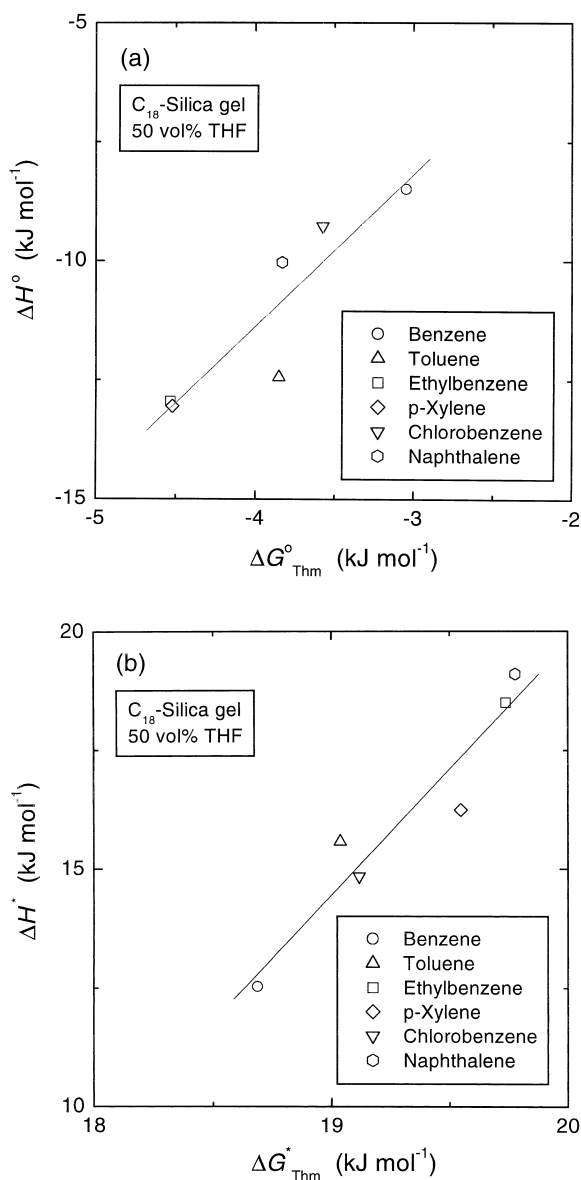 (a)
C18-Silica gel
50 vol% THF
-5
-10
-15
ΔH° (kJ mol-1)
Benzene
Toluene
Ethylbenzene
p-Xylene
Chlorobenzene
Naphthalene
-5 -4 -3 -2
ΔG°Thm (kJ mol-1)
(b)
C18-Silica gel
50 vol% THF
20
15
10
ΔH* (kJ mol-1)
Benzene
Toluene
Ethylbenzene
p-Xylene
Chlorobenzene
Naphthalene
18 19 20
ΔG*Thm (kJ mol-1)